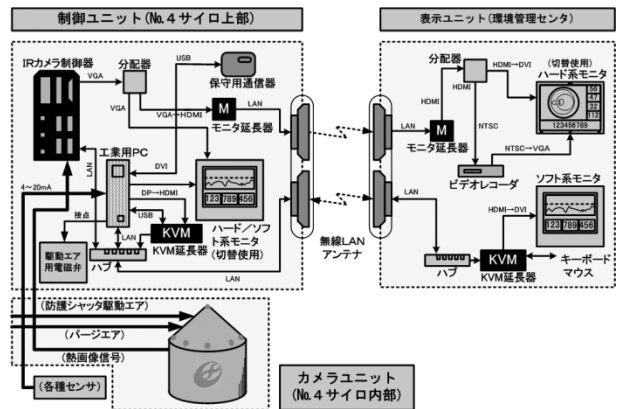 制御ユニット(No.4サイロ上部)
表示ユニット(環境管理センタ)
IRカメラ制御器
VGA
分配器
USB
保守用通信器
VGA
VGA→HDMI
M
LAN
モニタ延長器
LAN
工業用PC
DVI
4～20mA
DP→HDMI
USB
接点
LAN
KVM
KVM延長器
123 789 456
ハード／ソフ
ト系モニタ
(切替使用)
駆動エア
用電磁弁
ハブ
LAN
無線LAN
アンテナ
分配器
HDMI→DVI
(切替使用)
ハード系モニタ
HDMI
HDMI
56
47
32
112
123456789
LAN
M
モニタ延長器
NTSC
NTSC→VGA
ビデオレコーダ
ソフト系モニタ
LAN
HDMI→DVI
123 789 456
ハブ
KVM
KVM延長器
キーボード
マウス
(防護シャッタ駆動エア)
(パージエア)
(熱画像信号)
(各種センサ)
カメラユニット
(No.4サイロ内部)